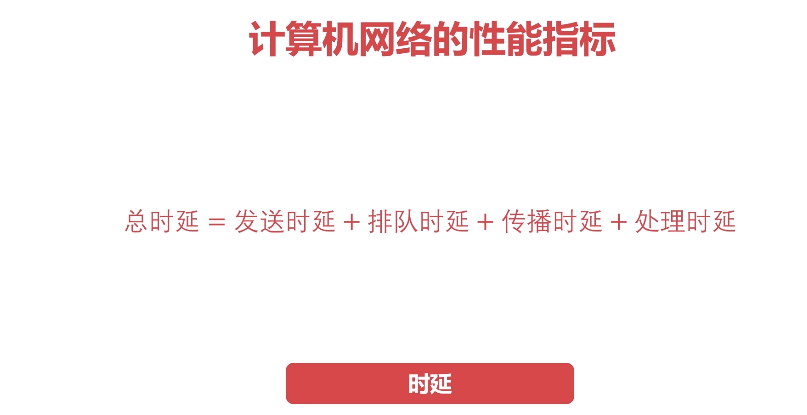 计算机网络的性能指标
总时延 = 发送时延 + 排队时延 + 传播时延 + 处理时延
时延